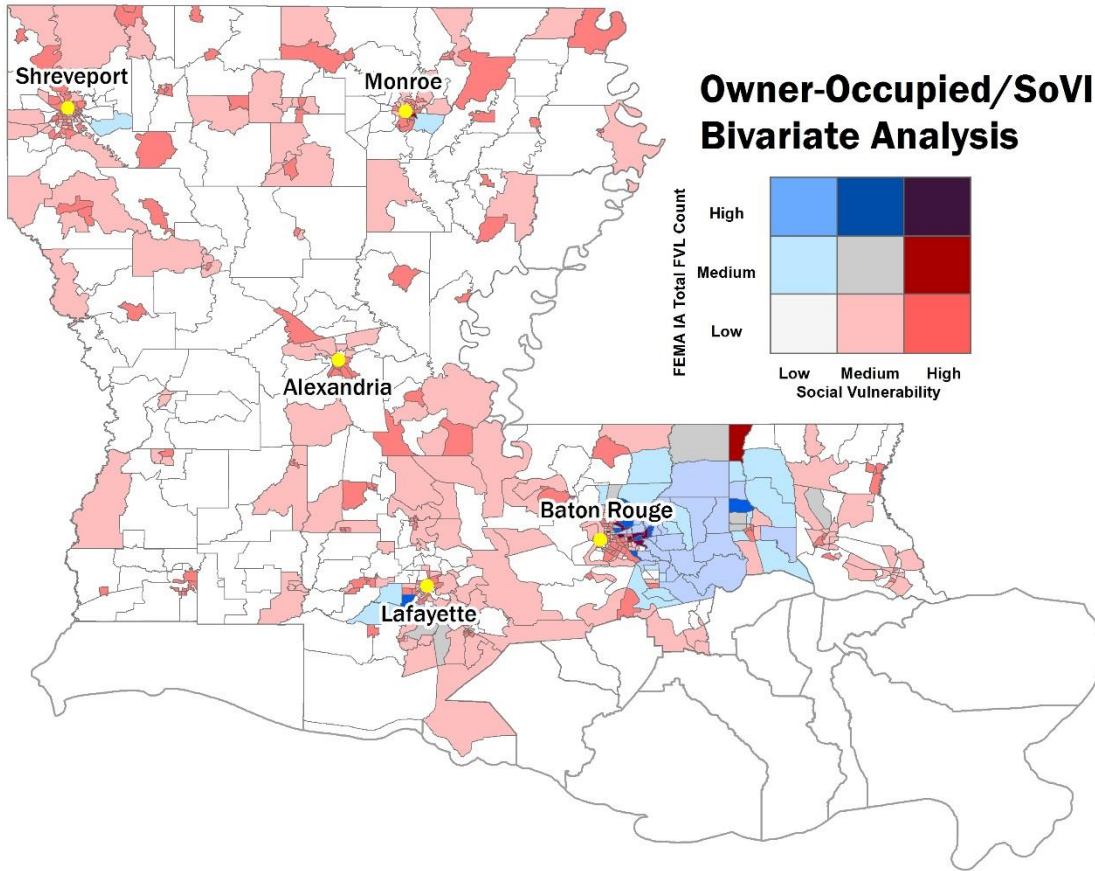 Shreveport
Monroe
Owner-Occupied/SoVI
Bivariate Analysis
FEMA IA Total FVL Count
High
Medium
Low
Low Medium High
Social Vulnerability
Alexandria
Baton Rouge
Lafayette